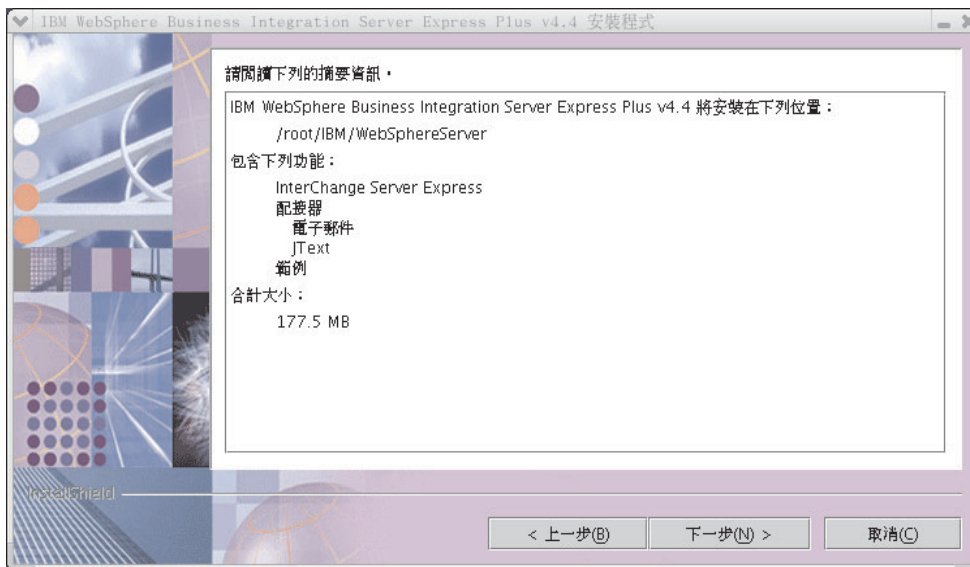 IBM WebSphere Business Integration Server Express Plus v4.4 安裝程式
請閱讀下列的摘要資訊。
IBM WebSphere Business Integration Server Express Plus v4.4 將安裝在下列位置：
/root/IBM/WebSphereServer
包含下列功能：
InterChange Server Express
配接器
電子郵件
JText
範例
合計大小：
177.5 MB
InstallShield
< 上一步(B)
下一步(N) >
取消(C)